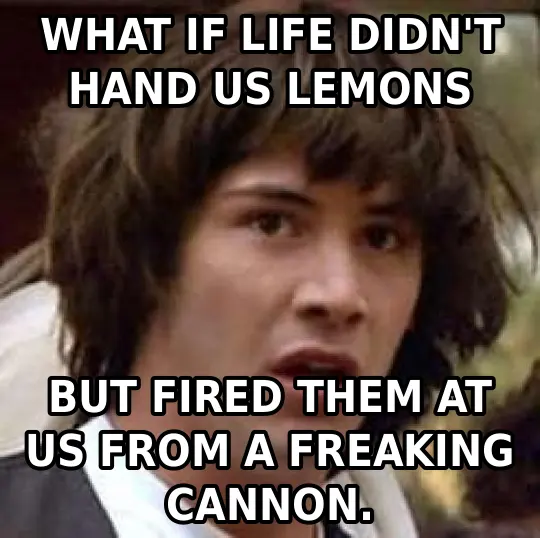 WHAT IF LIFE DIDN'T
HAND US LEMONS
BUT FIRED THEM AT
US FROM A FREAKING
CANNON.